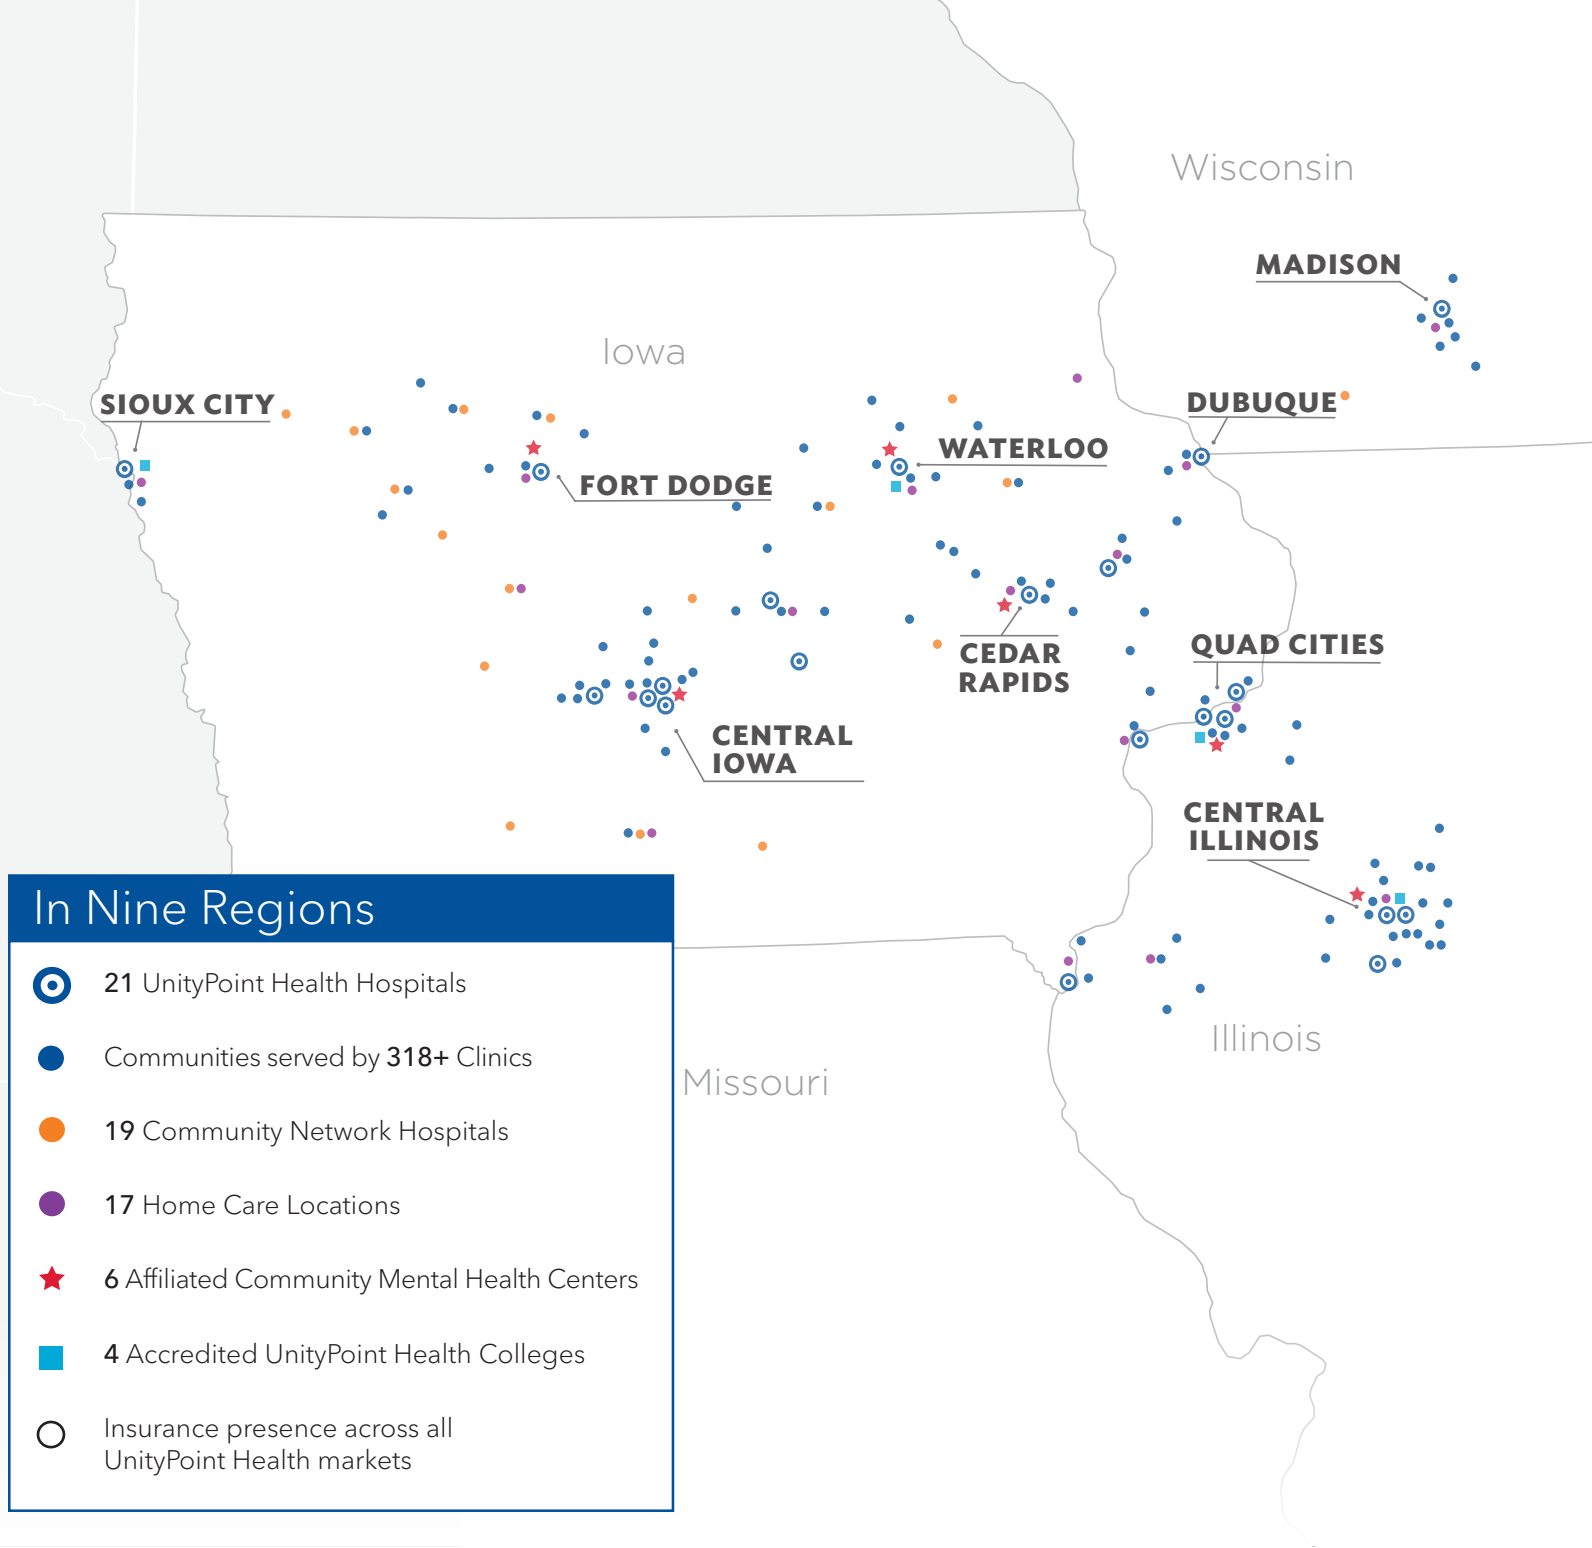 Wisconsin
MADISON
Iowa
SIOUX CITY
DUBUQUE
WATERLOO
FORT DODGE
CEDAR
RAPIDS
QUAD CITIES
CENTRAL
IOWA
CENTRAL
ILLINOIS
In Nine Regions
21 UnityPoint Health Hospitals
Communities served by 318+ Clinics
19 Community Network Hospitals
17 Home Care Locations
6 Affiliated Community Mental Health Centers
4 Accredited UnityPoint Health Colleges
Insurance presence across all
UnityPoint Health markets
Illinois
Missouri